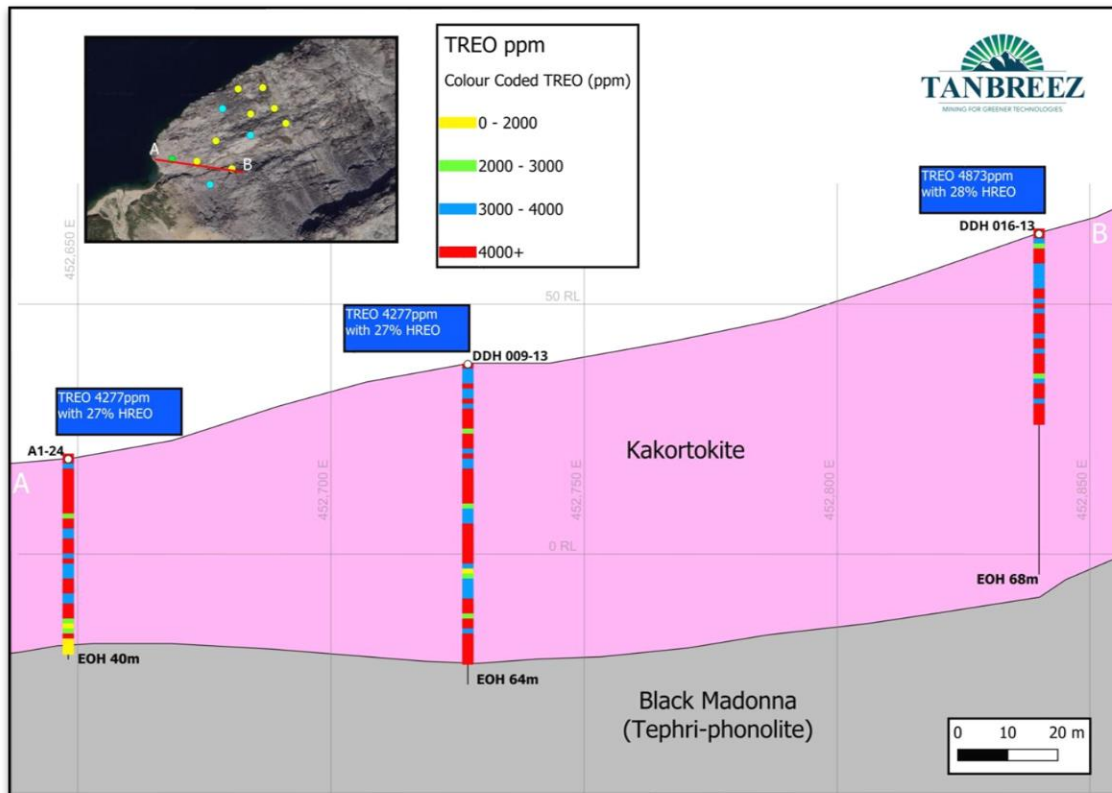 TREO ppm
Colour Coded TREO (ppm)
0 - 2000
2000 - 3000
3000 - 4000
4000+
TANBREEZ
MINING FOR GREENER TECHNOLOGIES
A
B
TREO 4873ppm
with 28% HREO
DDH 016-13
B
452,650 E
50 RL
TREO 4277ppm
with 27% HREO
DDH 009-13
TREO 4277ppm
with 27% HREO
A1-24
A
Kakortokite
452,700 E
452,750 E
452,800 E
452,850 E
0 RL
EOH 68m
EOH 40m
EOH 64m
Black Madonna
(Tephri-phonolite)
0 10 20 m